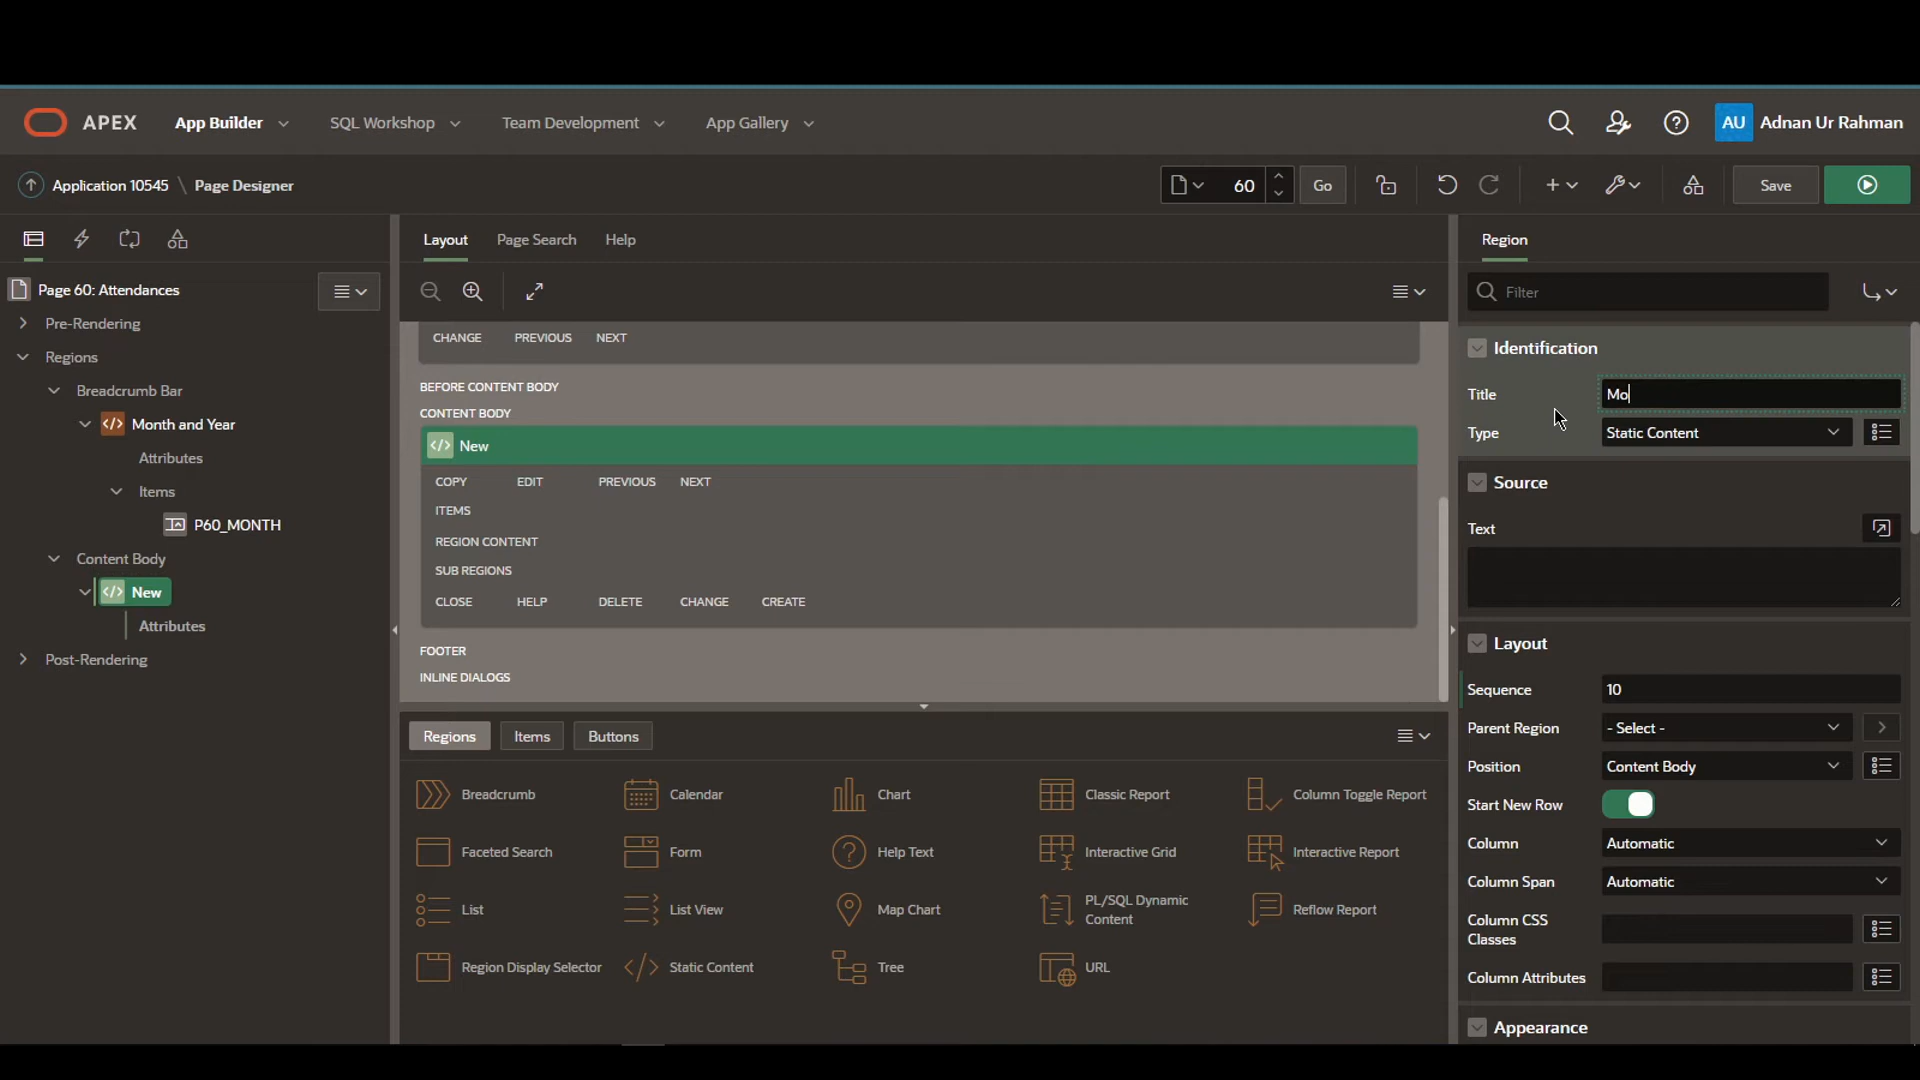 APEX App Builder SQL Workshop Team Development App Gallery AU Adnan Ur Rahman
Application 10545 \ Page Designer 60 Go Save
Layout Page Search Help
Region
Page 60: Attendances
Pre-Rendering
Regions
Breadcrumb Bar
</> Month and Year
Attributes
Items
P60_MONTH
Content Body
</> New
Attributes
Post-Rendering
CHANGE PREVIOUS NEXT
BEFORE CONTENT BODY
CONTENT BODY
</> New
COPY EDIT PREVIOUS NEXT
ITEMS
REGION CONTENT
SUB REGIONS
CLOSE HELP DELETE CHANGE CREATE
FOOTER
INLINE DIALOGS
Regions Items Buttons
Breadcrumb Calendar Chart Classic Report Column Toggle Report
Faceted Search Form Help Text Interactive Grid Interactive Report
List List View Map Chart PL/SQL Dynamic Content Reflow Report
Region Display Selector </> Static Content Tree URL
Filter
Identification
Title Mo
Type Static Content
Source
Text
Layout
Sequence 10
Parent Region - Select -
Position Content Body
Start New Row
Column Automatic
Column Span Automatic
Column CSS
Classes
Column Attributes
Appearance